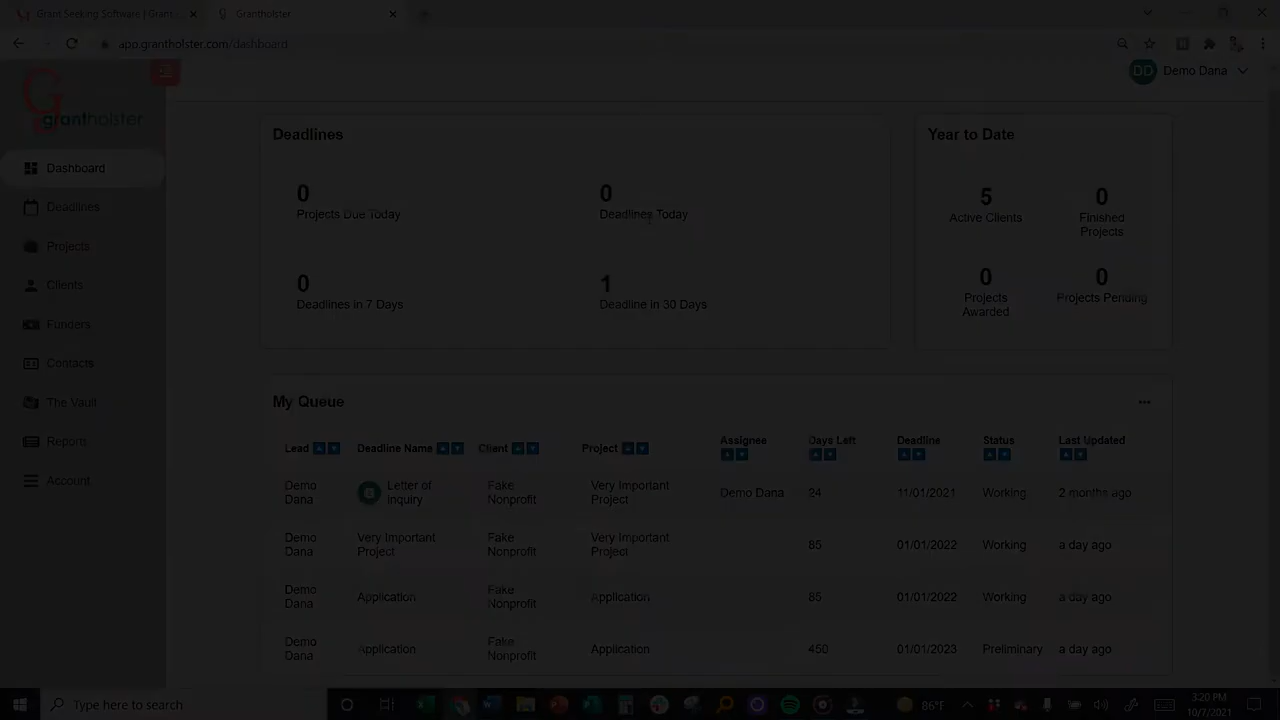 Grant Seeking Software | Grant
Grantholster
app.grantholster.com/dashboard
DD Demo Dana
grantholster
Dashboard
Deadlines
Projects
Clients
Funders
Contacts
The Vault
Reports
Account
Deadlines
0
Projects Due Today
0
Deadlines Today
0
Deadlines in 7 Days
1
Deadline in 30 Days
Year to Date
5
Active Clients
0
Finished
Projects
0
Projects
Awarded
0
Projects Pending
My Queue
Lead Deadline Name Client Project Assignee Days Left Deadline Status Last Updated
Demo Dana Letter of inquiry Fake Nonprofit Very Important Project Demo Dana 24 11/01/2021 Working 2 months ago
Demo Dana Very Important Project Fake Nonprofit Very Important Project 85 01/01/2022 Working a day ago
Demo Dana Application Fake Nonprofit Application 85 01/01/2022 Working a day ago
Demo Dana Application Fake Nonprofit Application 450 01/01/2023 Preliminary a day ago
Type here to search
86°F
3:20 PM
10/7/2021